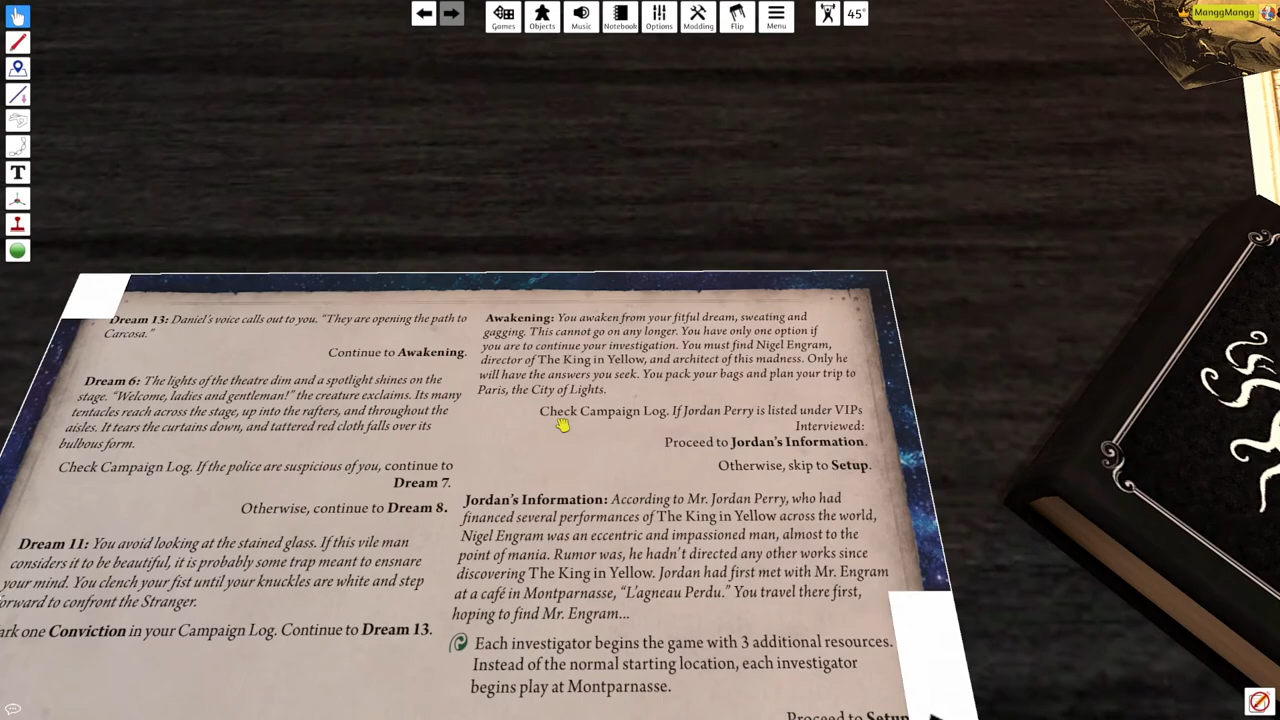 Games
Objects
Music
Notebook
Options
Modding
Flip
Menu
45°
ManggMangg
T
Dream 13: Daniel's voice calls out to you. "They are opening the path to
Carcosa."
Continue to Awakening.
Dream 6: The lights of the theatre dim and a spotlight shines on the
stage. "Welcome, ladies and gentleman!" the creature exclaims. Its many
tentacles reach across the stage, up into the rafters, and throughout the
aisles. It tears the curtains down, and tattered red cloth falls over its
bulbous form.
Check Campaign Log. If the police are suspicious of you, continue to
Dream 7.
Otherwise, continue to Dream 8.
Dream 11: You avoid looking at the stained glass. If this vile man
considers it to be beautiful, it is probably some trap meant to ensnare
your mind. You clench your fist until your knuckles are white and step
forward to confront the Stranger.
ark one Conviction in your Campaign Log. Continue to Dream 13.
Awakening: You awaken from your fitful dream, sweating and
gagging. This cannot go on any longer. You have only one option if
you are to continue your investigation. You must find Nigel Engram,
director of The King in Yellow, and architect of this madness. Only he
will have the answers you seek. You pack your bags and plan your trip to
Paris, the City of Lights.
Check Campaign Log. If Jordan Perry is listed under VIPs
Interviewed:
Proceed to Jordan's Information.
Otherwise, skip to Setup.
Jordan's Information: According to Mr. Jordan Perry, who had
financed several performances of The King in Yellow across the world,
Nigel Engram was an eccentric and impassioned man, almost to the
point of mania. Rumor was, he hadn't directed any other works since
discovering The King in Yellow. Jordan had first met with Mr. Engram
at a café in Montparnasse, "L'agneau Perdu." You travel there first,
hoping to find Mr. Engram...
Each investigator begins the game with 3 additional resources.
Instead of the normal starting location, each investigator
begins play at Montparnasse.
Proceed to Setup